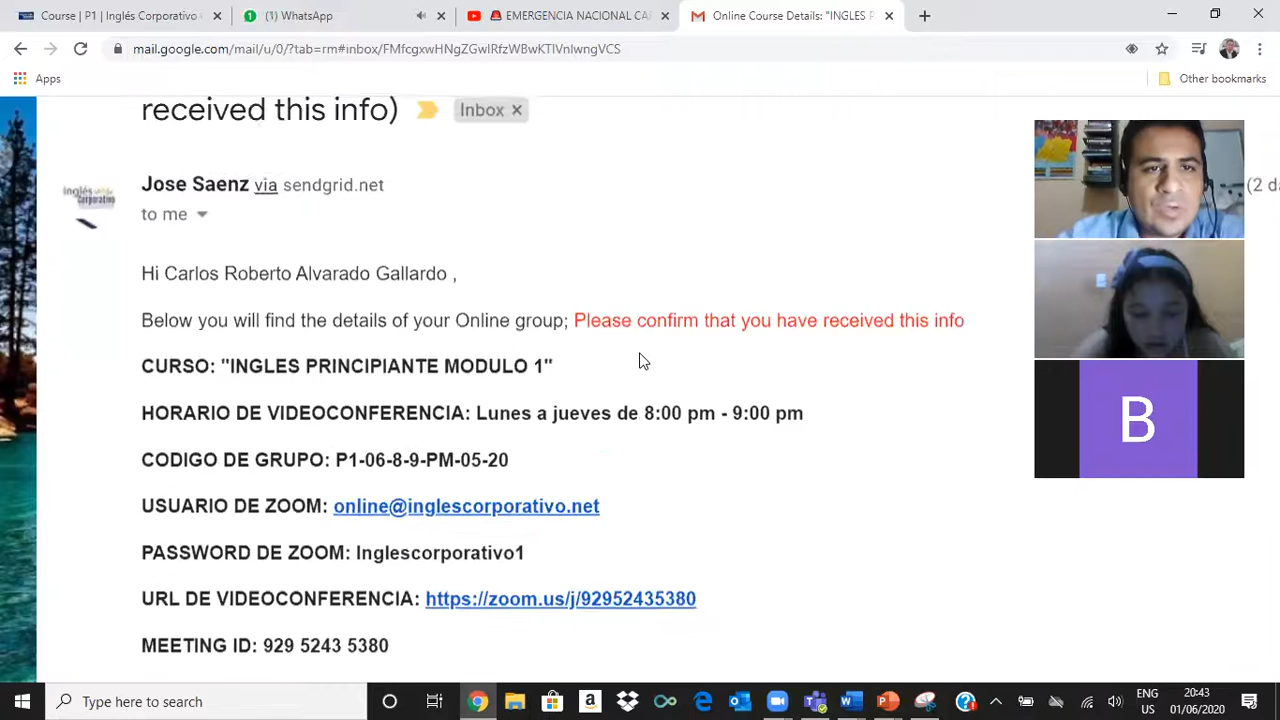 Course | P1 | Inglés Corporativo
(1) WhatsApp
EMERGENCIA NACIONAL CA
Online Course Details: "INGLES P
mail.google.com/mail/u/0/?tab=rm#inbox/FMfcgxwHNgZGwlRfzWBwKTlVnlwngVCS
Apps
Other bookmarks
received this info)
Inbox
Jose Saenz via sendgrid.net
(2 da
inglés
Corporativo
to me
Hi Carlos Roberto Alvarado Gallardo ,
Below you will find the details of your Online group; Please confirm that you have received this info
CURSO: "INGLES PRINCIPIANTE MODULO 1"
HORARIO DE VIDEOCONFERENCIA: Lunes a jueves de 8:00 pm - 9:00 pm
CODIGO DE GRUPO: P1-06-8-9-PM-05-20
USUARIO DE ZOOM: online@inglescorporativo.net
PASSWORD DE ZOOM: Inglescorporativo1
URL DE VIDEOCONFERENCIA: https://zoom.us/j/92952435380
MEETING ID: 929 5243 5380
B
Type here to search
ENG
US
20:43
01/06/2020